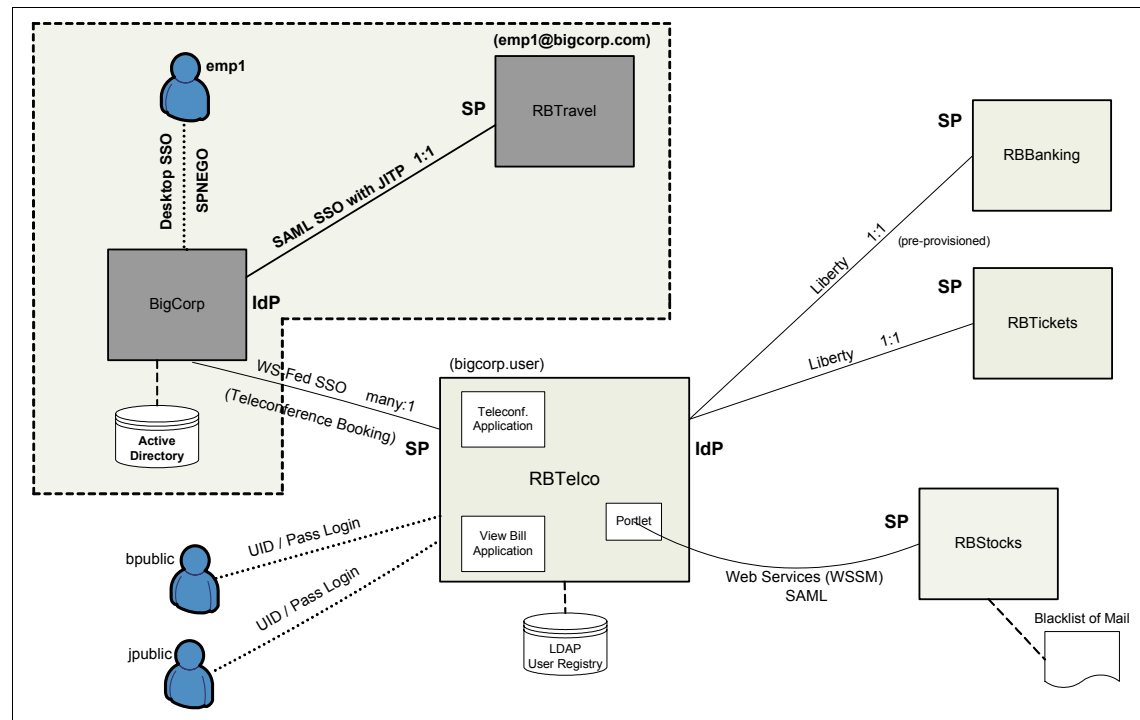 (emp1@bigcorp.com)
emp1
SP
RBTravel
SP
RBBanking
Desktop SSO
SPNEGO
SAML SSO with JITP 1:1
Liberty 1:1
(pre-provisioned)
BigCorp
IdP
SP
RBTickets
Liberty 1:1
WS-Fed SSO many:1
(Teleconference Booking)
(bigcorp.user)
Active
Directory
SP
Teleconf.
Application
IdP
RBTelco
Portlet
View Bill
Application
SP
RBStocks
UID / Pass Login
bpublic
UID / Pass Login
jpublic
Web Services (WSSM)
SAML
LDAP
User Registry
Blacklist of Mail